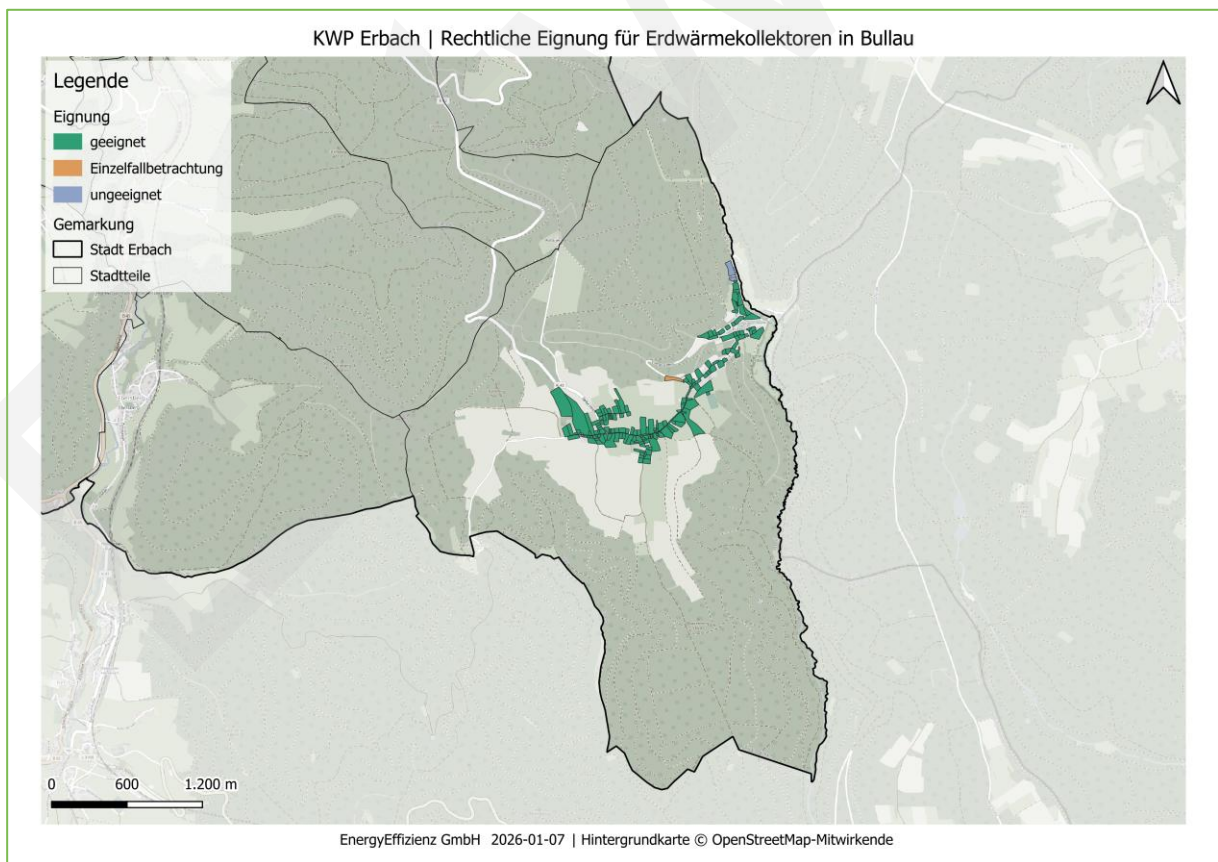 KWP Erbach | Rechtliche Eignung für Erdwärmekollektoren in Bullau
Legende
Eignung
geeignet
Einzelfallbetrachtung
ungeeignet
Gemarkung
Stadt Erbach
Stadtteile
0 600 1.200 m
EnergyEffizienz GmbH 2026-01-07 | Hintergrundkarte © OpenStreetMap-Mitwirkende